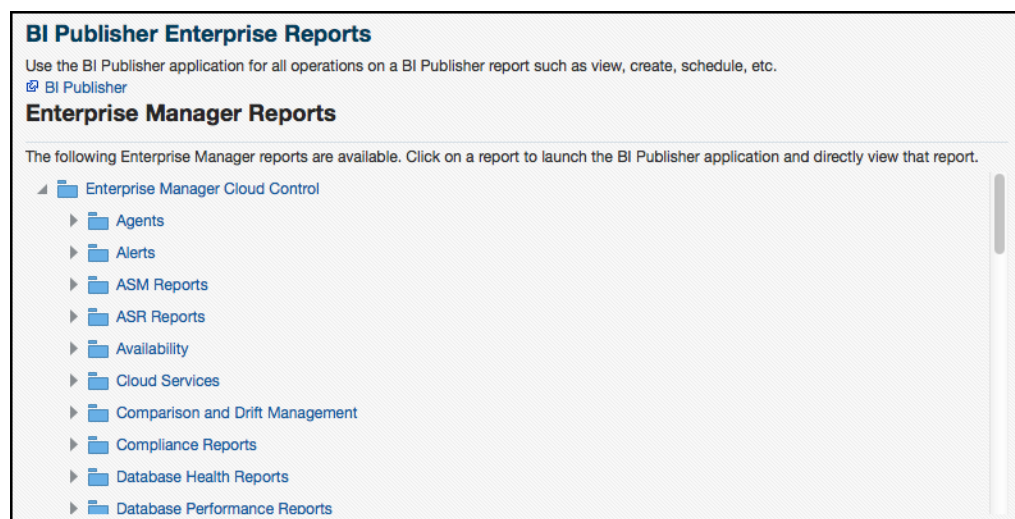 BI Publisher Enterprise Reports
Use the BI Publisher application for all operations on a BI Publisher report such as view, create, schedule, etc.
BI Publisher
Enterprise Manager Reports
The following Enterprise Manager reports are available. Click on a report to launch the BI Publisher application and directly view that report.
Enterprise Manager Cloud Control
Agents
Alerts
ASM Reports
ASR Reports
Availability
Cloud Services
Comparison and Drift Management
Compliance Reports
Database Health Reports
Database Performance Reports